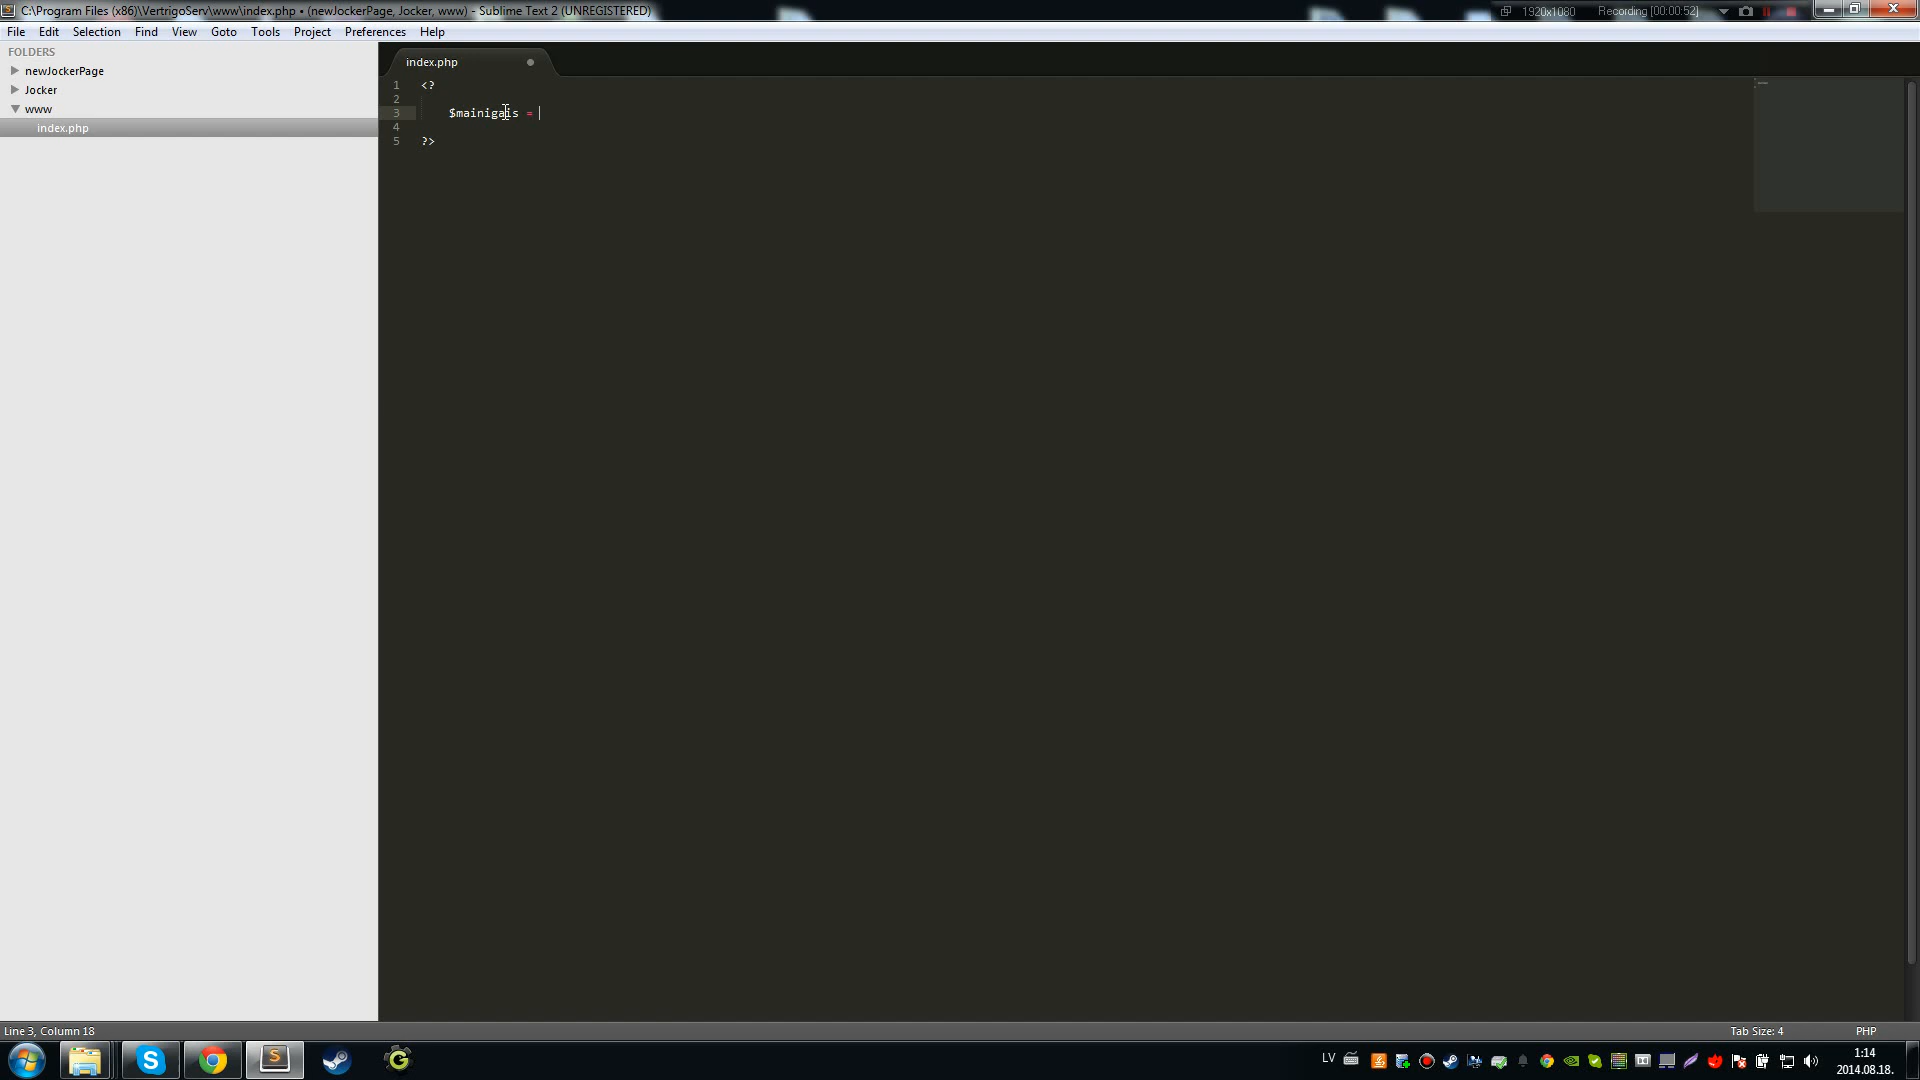 C:\Program Files (x86)\VertrigoServ\www\index.php • (newJockerPage, Jocker, www) - Sublime Text 2 (UNREGISTERED)
1920x1080 Recording [00:00:52]
File Edit Selection Find View Goto Tools Project Preferences Help
FOLDERS
newJockerPage
Jocker
www
index.php
index.php
1 <?
2
3 $mainigais =
4
5 ?>
Line 3, Column 18
Tab Size: 4 PHP
LV
1:14
2014.08.18.